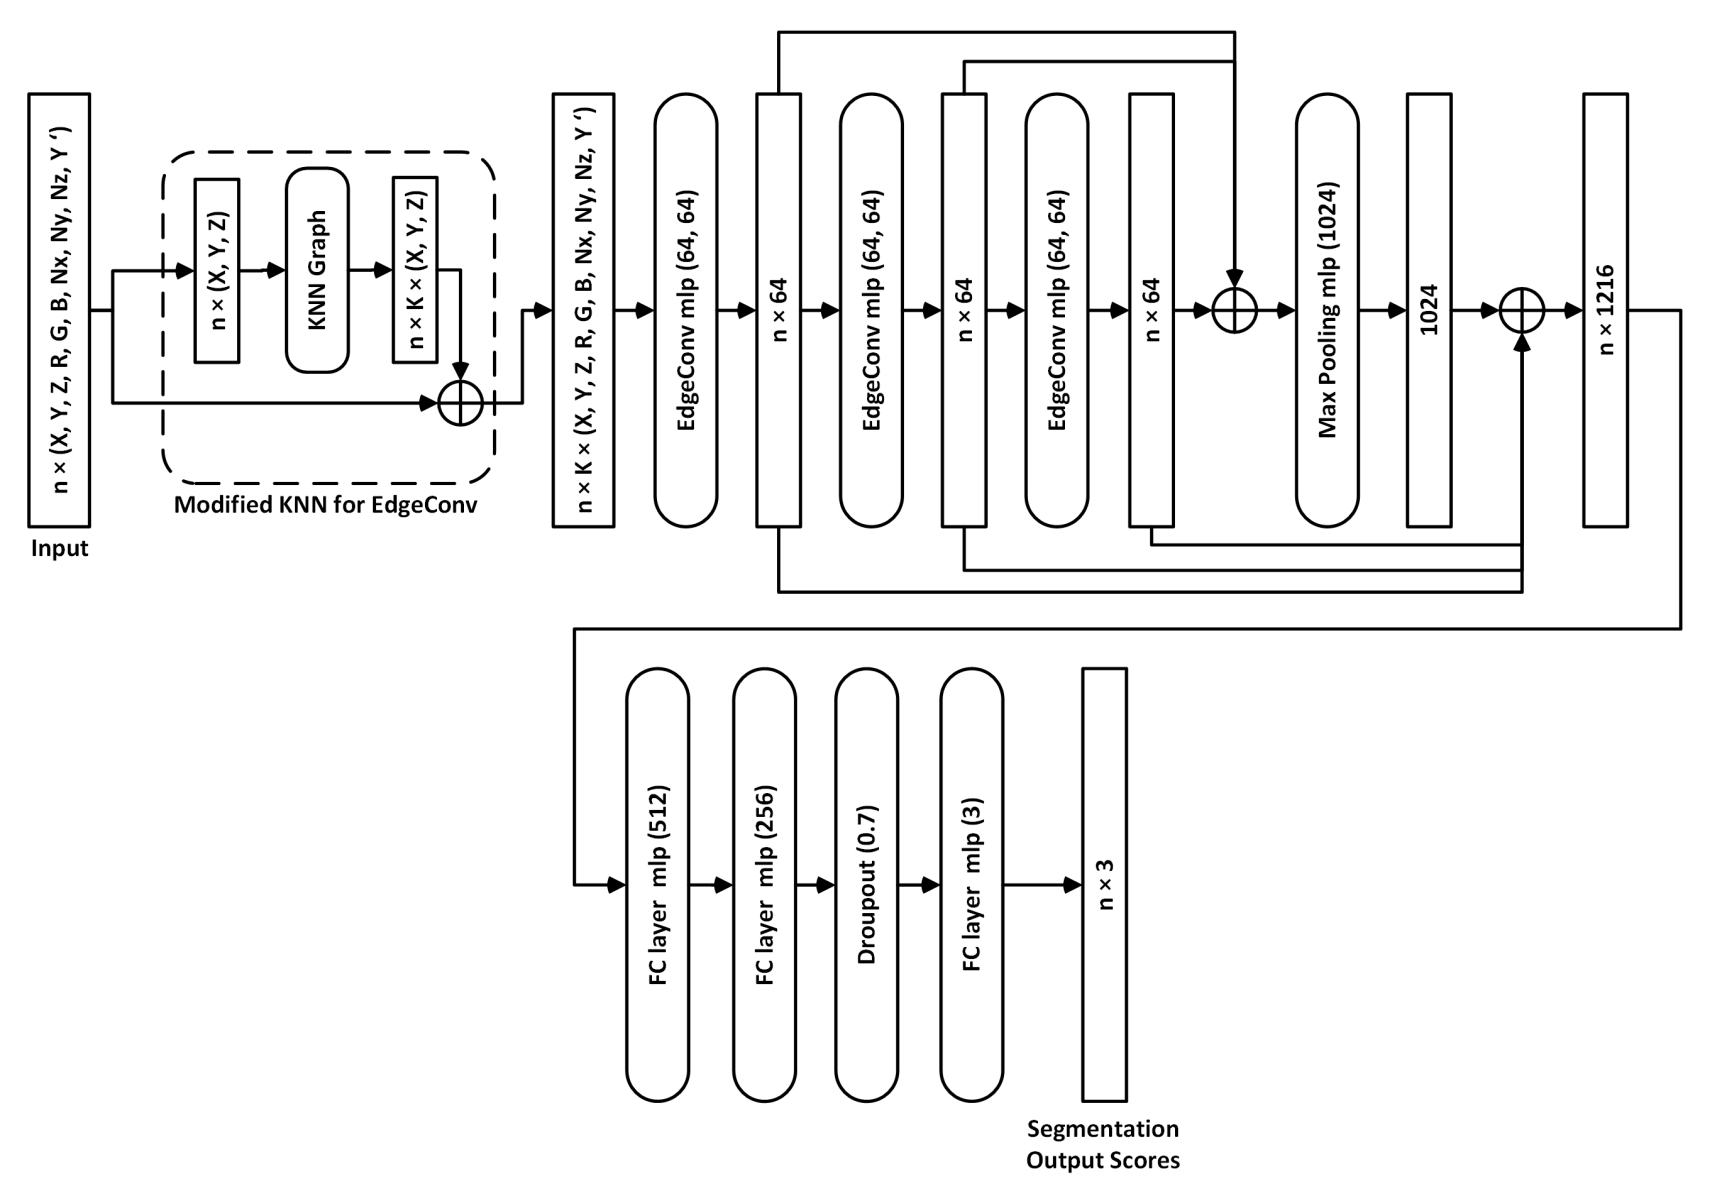 n × (X, Y, Z, R, G, B, Nx, Ny, Nz, Y ‘)
Input
n × (X, Y, Z)
KNN Graph
n × K × (X, Y, Z)
Modified KNN for EdgeConv
n × K × (X, Y, Z, R, G, B, Nx, Ny, Nz, Y ‘)
EdgeConv mlp (64, 64)
n × 64
EdgeConv mlp (64, 64)
n × 64
EdgeConv mlp (64, 64)
n × 64
Max Pooling mlp (1024)
1024
n × 1216
FC layer mlp (512)
FC layer mlp (256)
Droupout (0.7)
FC layer mlp (3)
n × 3
Segmentation
Output Scores